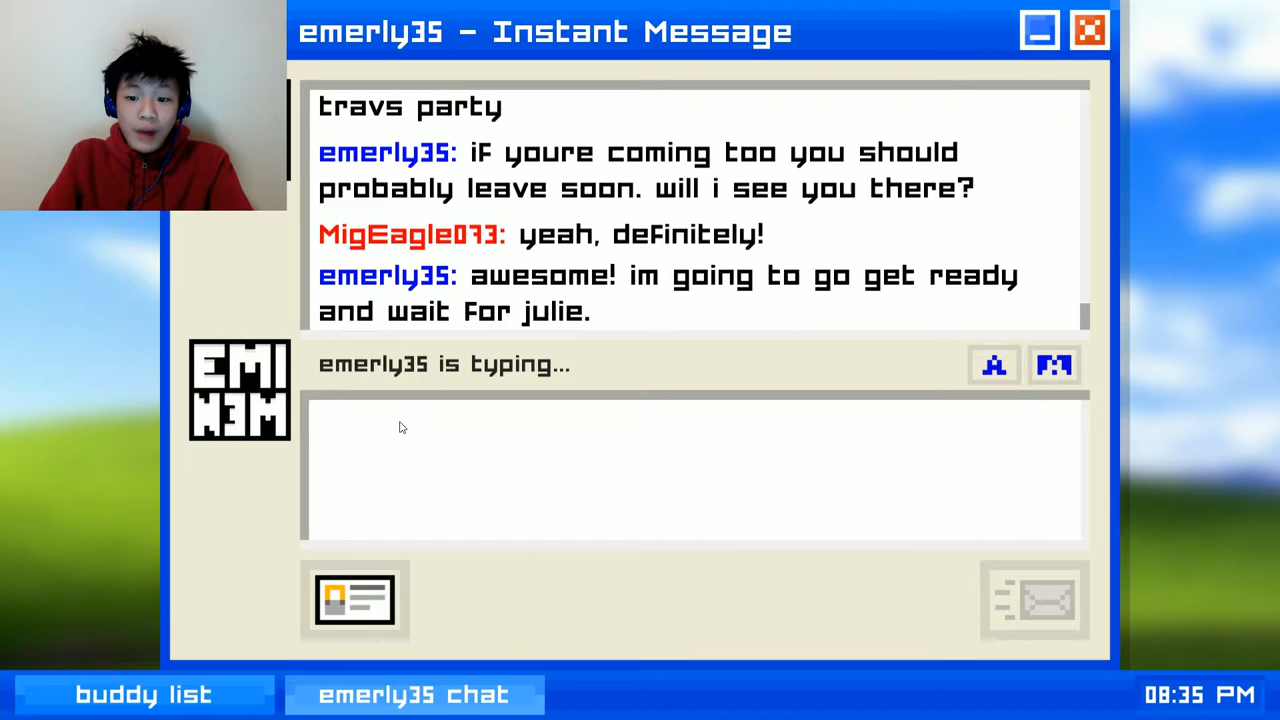 emerly35 - Instant Message
travs party
emerly35: if youre coming too you should
probably leave soon. will i see you there?
MigEagle073: yeah, definitely!
emerly35: awesome! im going to go get ready
and wait for julie.
emerly35 is typing...
A
EMI
NEM
buddy list
emerly35 chat
08:35 PM